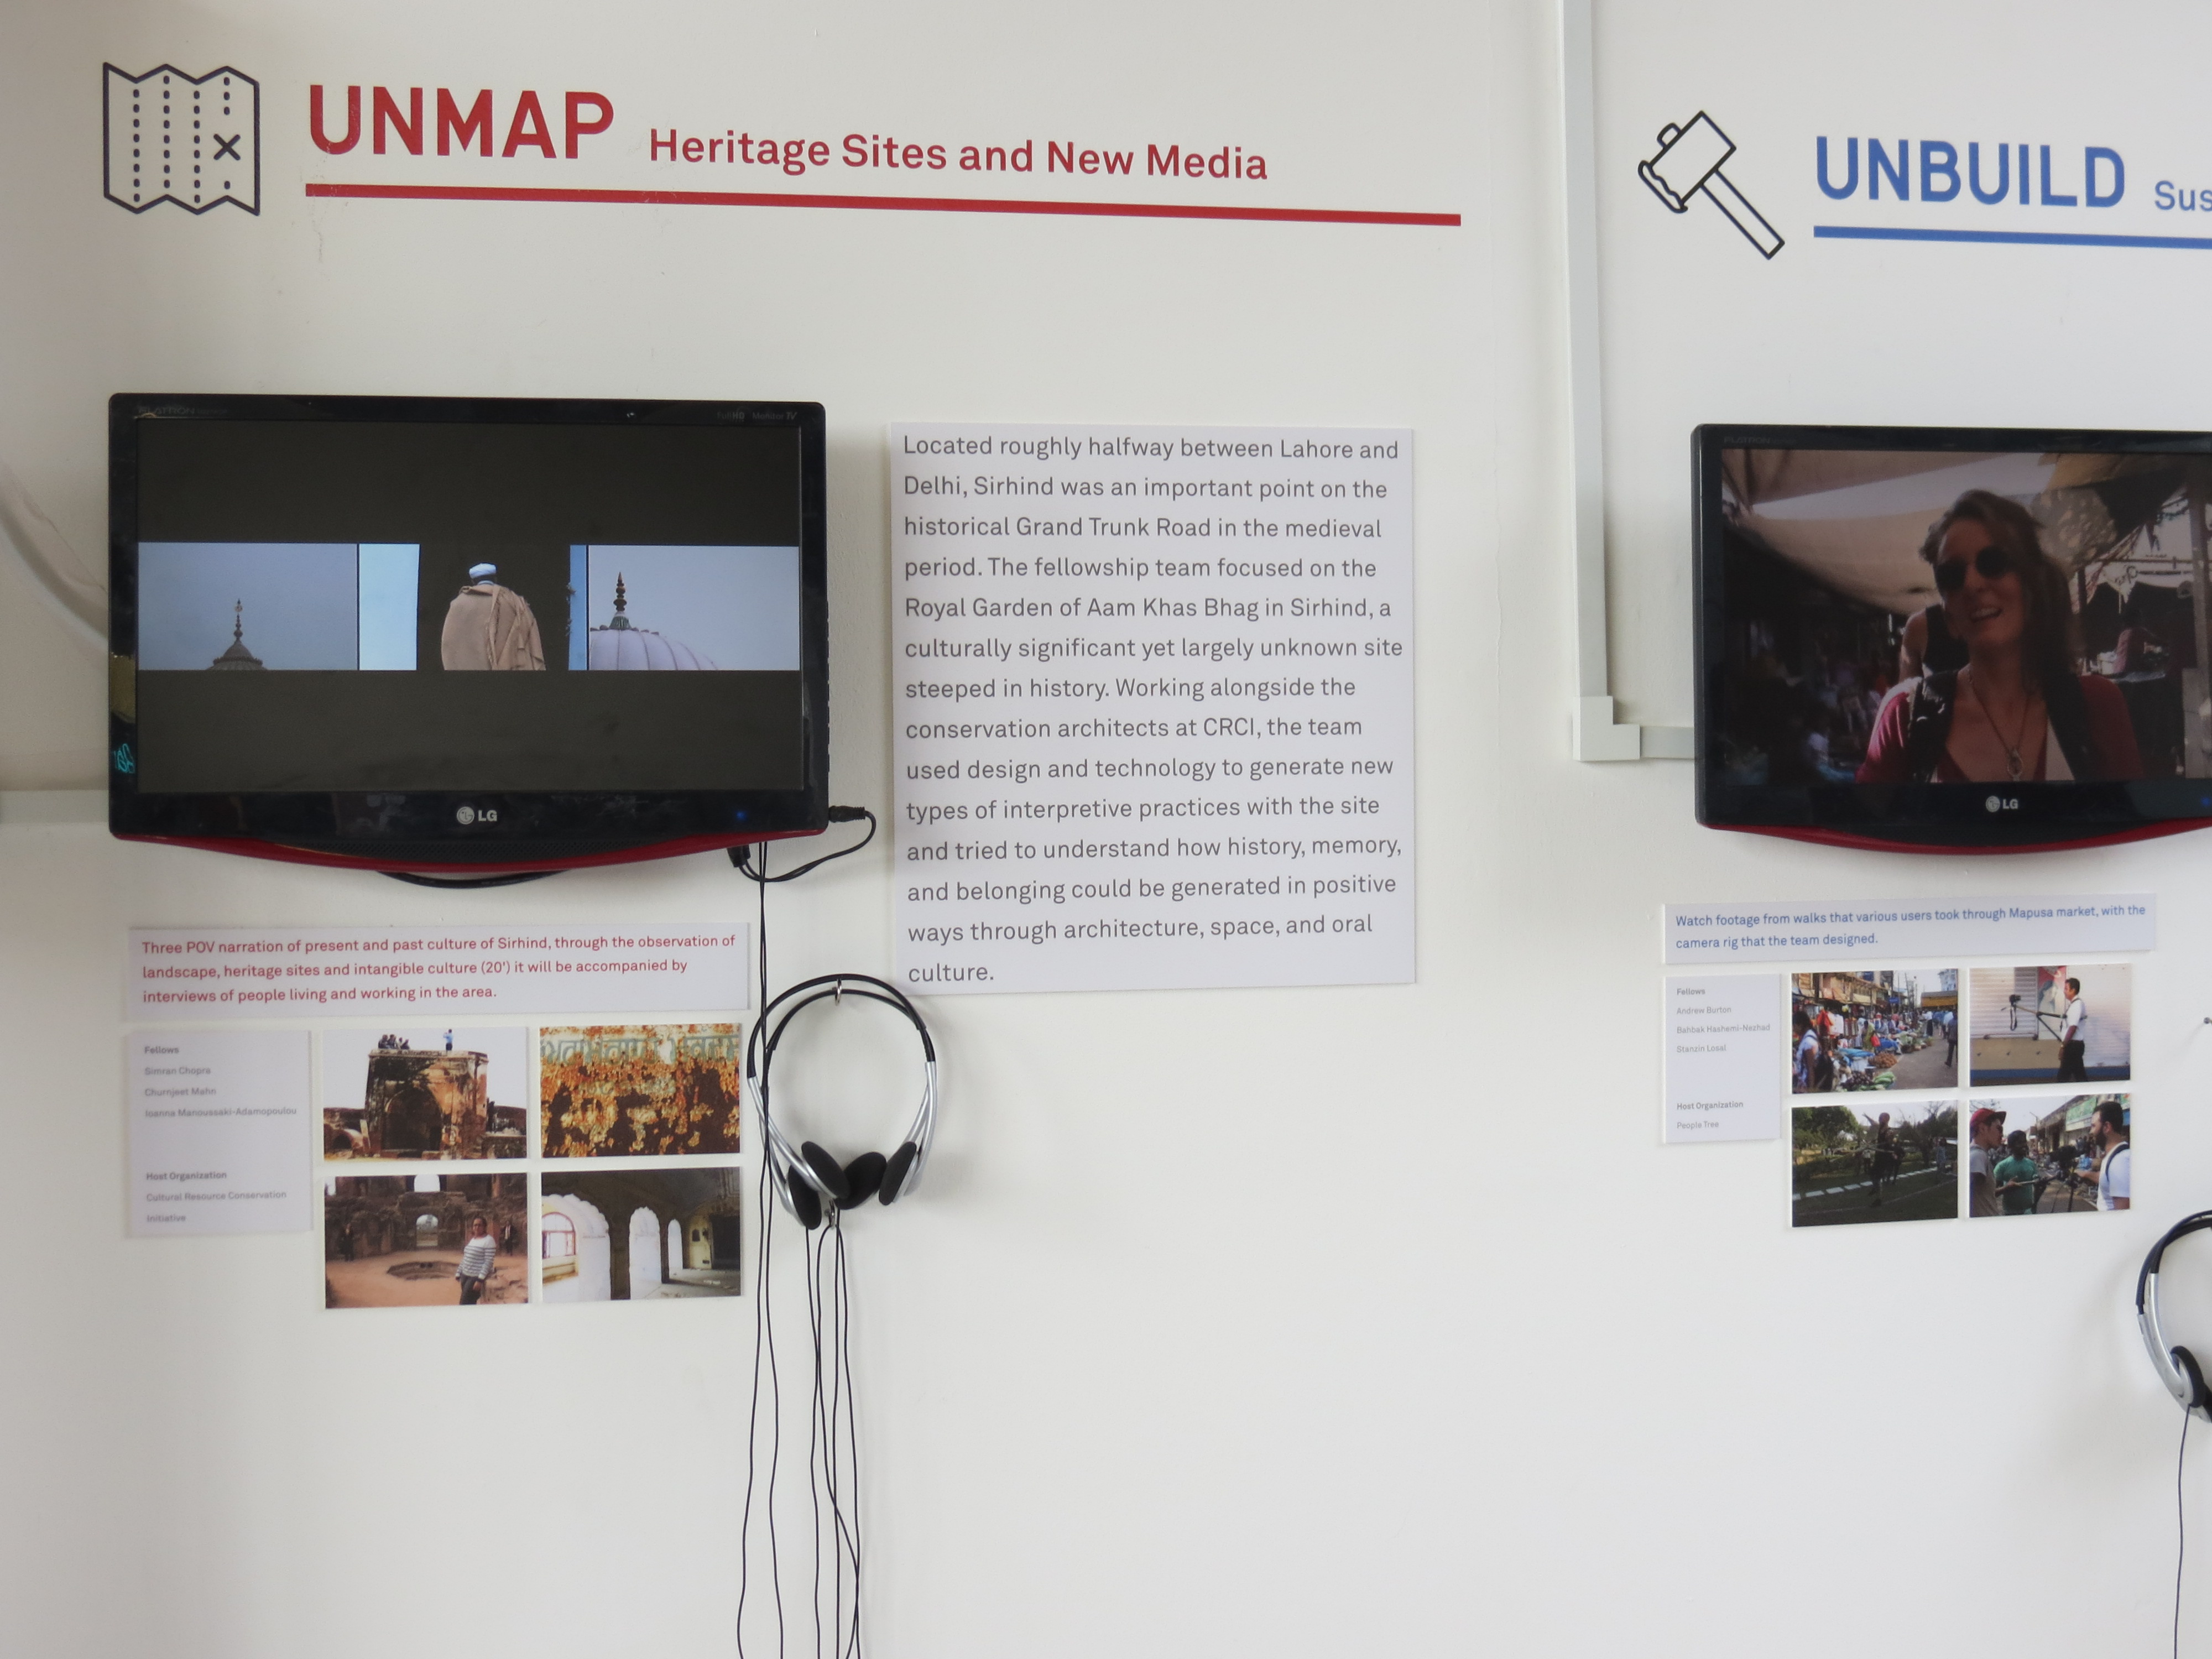 UNMAP Heritage Sites and New Media
Located roughly halfway between Lahore and
Delhi, Sirhind was an important point on the
historical Grand Trunk Road in the medieval
period. The fellowship team focused on the
Royal Garden of Aam Khas Bhag in Sirhind, a
culturally significant yet largely unknown site
steeped in history. Working alongside the
conservation architects at CRCI, the team
used design and technology to generate new
types of interpretive practices with the site
and tried to understand how history, memory,
and belonging could be generated in positive
ways through architecture, space, and oral
culture.
LG
Three POV narration of present and past culture of Sirhind, through the observation of
landscape, heritage sites and intangible culture (20') it will be accompanied by
interviews of people living and working in the area.
Fellows
Simran Chopra
Churnjeet Mahn
Ioanna Manoussaki-Adamopoulou
Host Organization
Cultural Resource Conservation
Initiative
UNBUILD Sus
LG
Watch footage from walks that various users took through Mapusa market, with the
camera rig that the team designed.
Fellows
Andrew Burton
Bahbak Hashemi-Nezhad
Stanzin Losal
Host Organization
People Tree